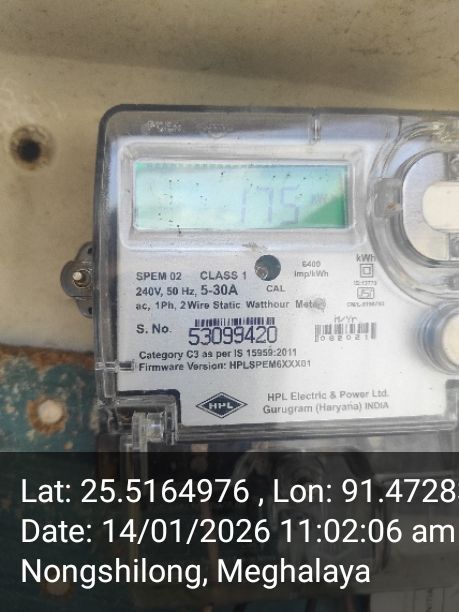 175
SPEM 02 CLASS 1
6400 imp/kWh
kWh
240V, 50 Hz, 5-30A
CAL
ac, 1Ph, 2Wire Static Watthour Meter
S. No. 53099420
M/Yr
Category C3 as per IS 15959:2011
Firmware Version: HPLSPEM6XXX01
HPL
HPL Electric & Power Ltd.
Gurugram (Haryana) INDIA
Lat: 25.5164976 , Lon: 91.4728
Date: 14/01/2026 11:02:06 am
Nongshilong, Meghalaya